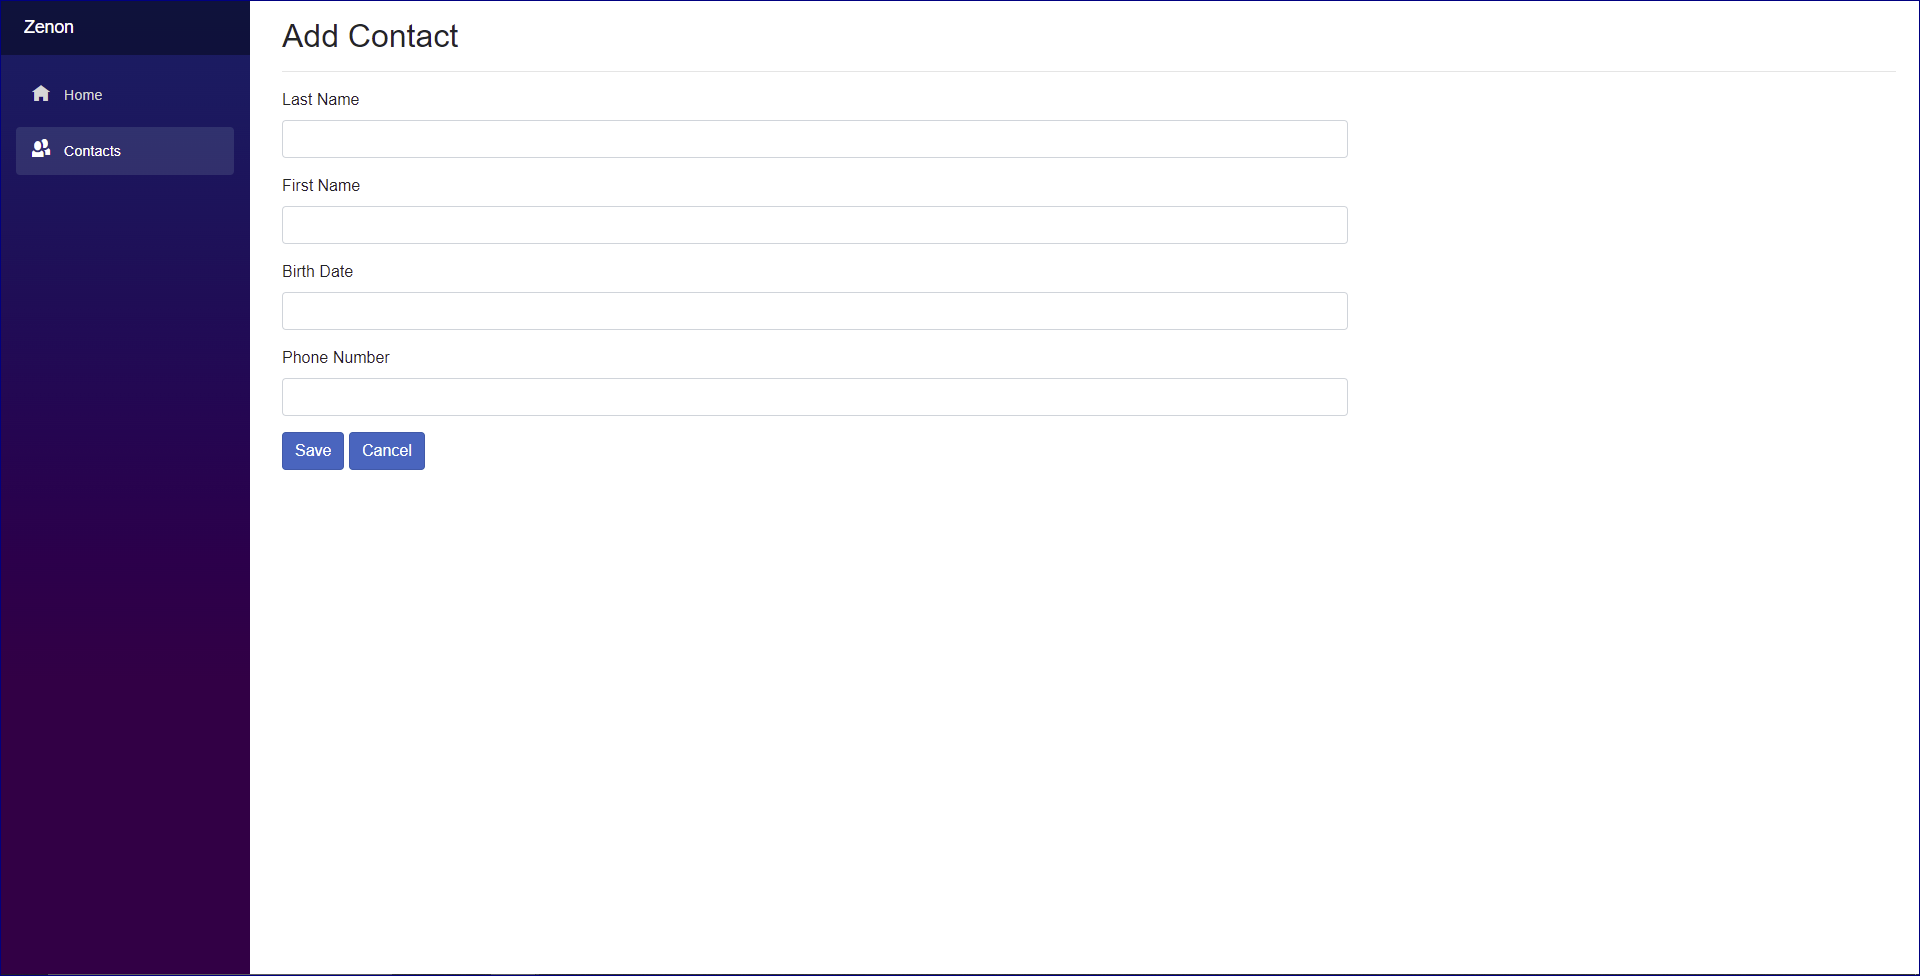 Zenon
Home
Contacts
Add Contact
Last Name
First Name
Birth Date
Phone Number
Save Cancel